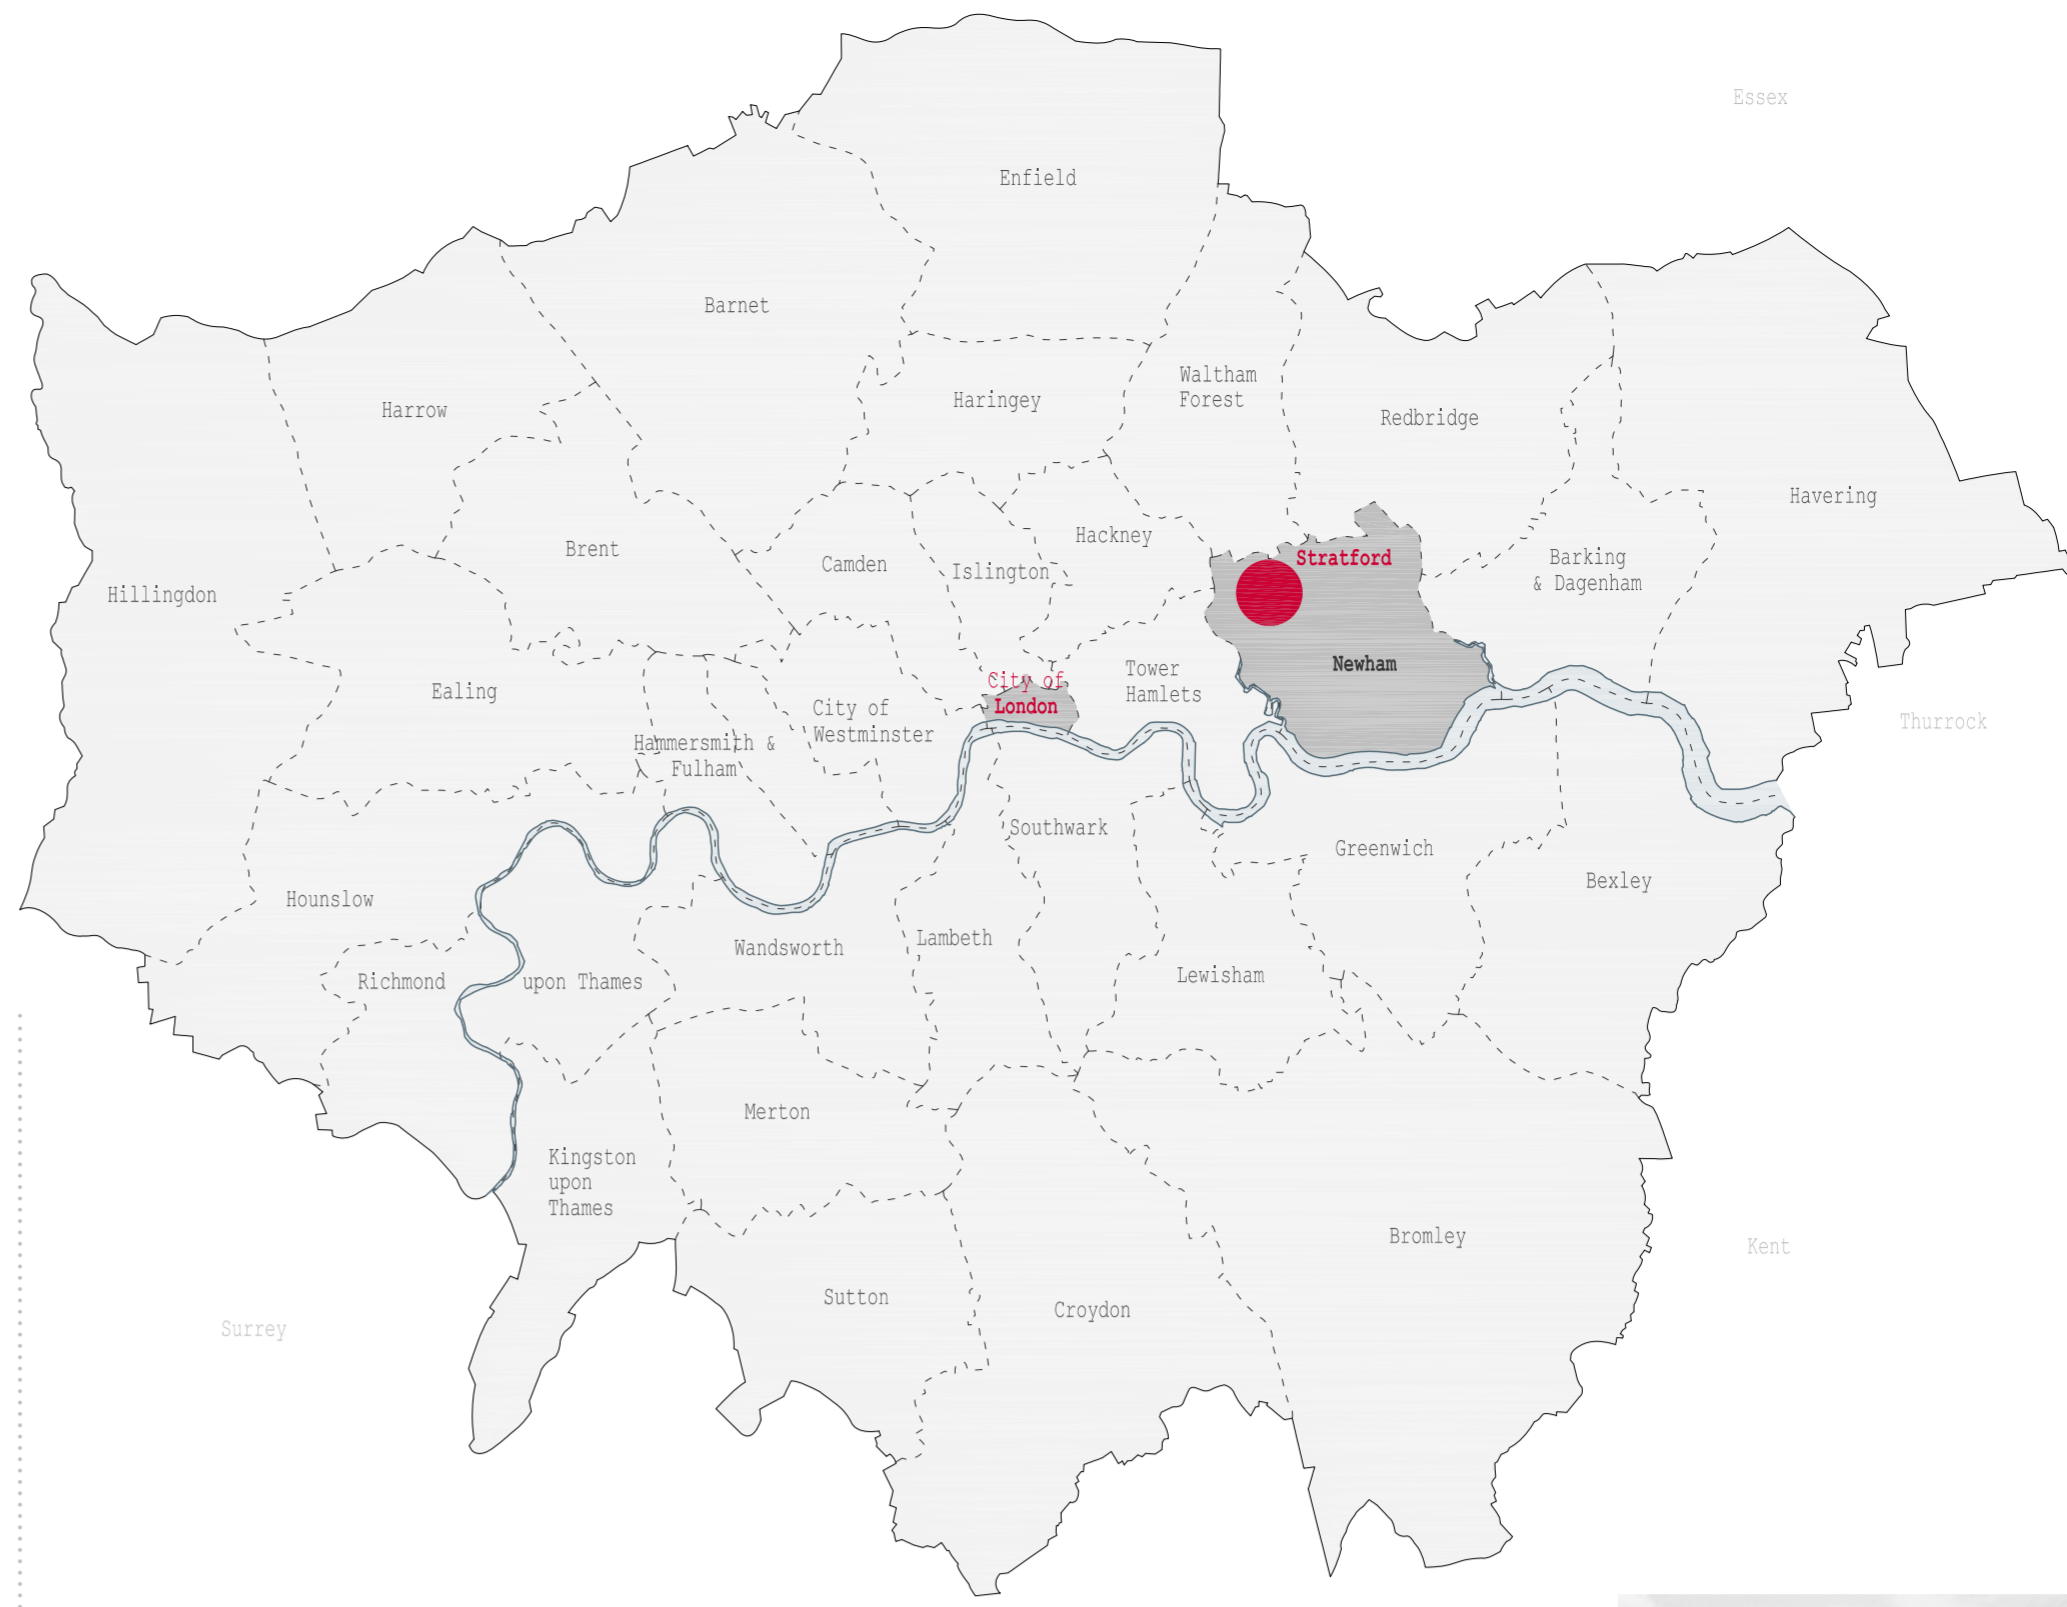 Essex
Enfield
Barnet
Waltham
Forest
Haringey
Harrow
Redbridge
Havering
Hackney
Brent
Camden
Islington
Stratford
Barking
& Dagenham
Hillingdon
Newham
Tower
Hamlets
City of
London
Ealing
City of
Westminster
Thurrock
Hammersmith &
Fulham
Southwark
Greenwich
Bexley
Hounslow
Wandsworth
Lambeth
Lewisham
Richmond upon Thames
Merton
Kingston
upon
Thames
Bromley
Kent
Sutton
Croydon
Surrey